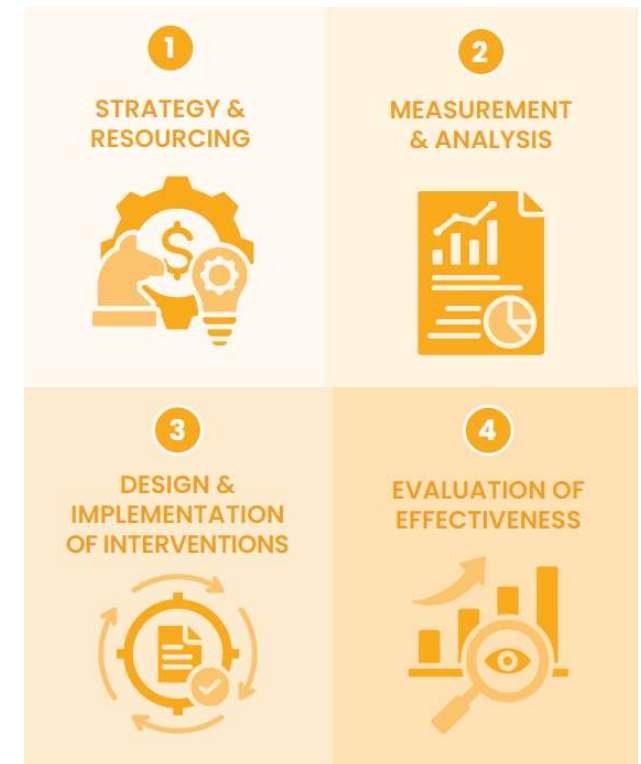 1
STRATEGY &
RESOURCING
$
2
MEASUREMENT
& ANALYSIS
3
DESIGN &
IMPLEMENTATION
OF INTERVENTIONS
4
EVALUATION OF
EFFECTIVENESS